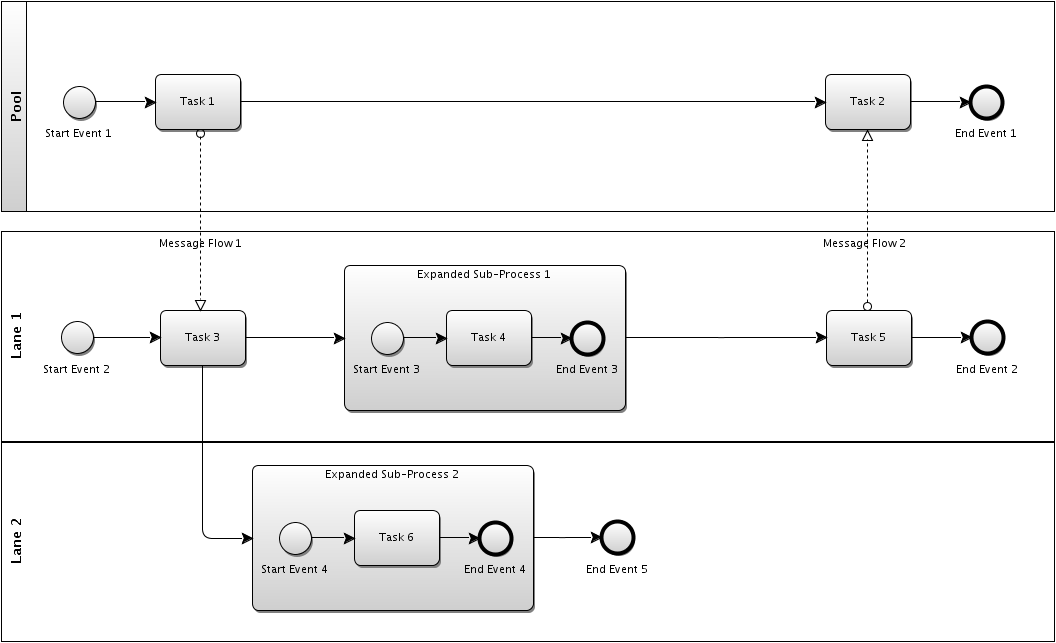 Pool
Task 1
Task 2
Start Event 1
End Event 1
Message Flow 1
Message Flow 2
Lane 1
Expanded Sub-Process 1
Task 3
Task 4
Task 5
Start Event 2
Start Event 3
End Event 3
End Event 2
Lane 2
Expanded Sub-Process 2
Task 6
Start Event 4
End Event 4
End Event 5